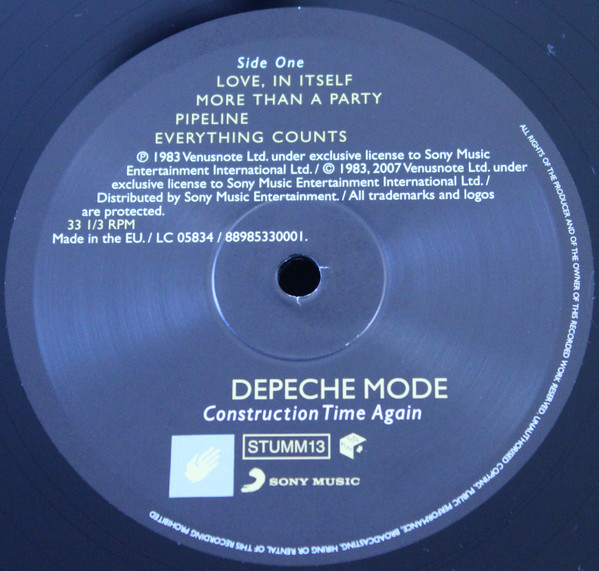 Side One
LOVE, IN ITSELF
MORE THAN A PARTY
PIPELINE
EVERYTHING COUNTS
℗ 1983 Venusnote Ltd. under exclusive license to Sony Music
Entertainment International Ltd. / © 1983, 2007 Venusnote Ltd. under
exclusive license to Sony Music Entertainment International Ltd. /
Distributed by Sony Music Entertainment. / All trademarks and logos
are protected.
33 1/3 RPM
Made in the EU. / LC 05834 / 88985330001.
DEPECHE MODE
Construction Time Again
STUMM13
SONY MUSIC
ALL RIGHTS OF THE PRODUCER AND OF THE OWNER OF THIS RECORDED WORK RESERVED. UNAUTHORISED COPYING, PUBLIC PERFORMANCE, BROADCASTING, HIRING OR RENTAL OF THIS RECORDING PROHIBITED